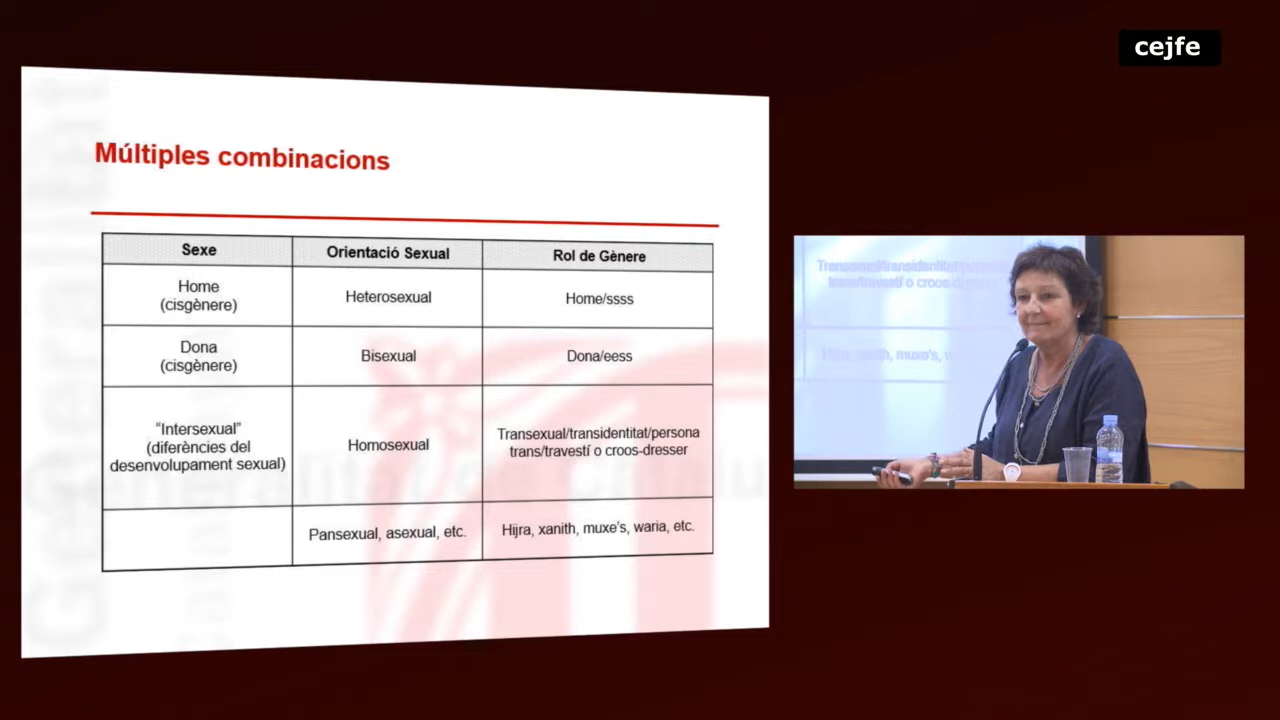 cejfe
Múltiples combinacions
Sexe
Orientació Sexual
Rol de Gènere
Home
(cisgènere)
Heterosexual
Home/ssss
Dona
(cisgènere)
Bisexual
Dona/eess
“Intersexual”
(diferències del
desenvolupament sexual)
Homosexual
Transexual/transidentitat/persona
trans/travestí o croos-dresser
Pansexual, asexual, etc.
Hijra, xanith, muxe’s, waria, etc.